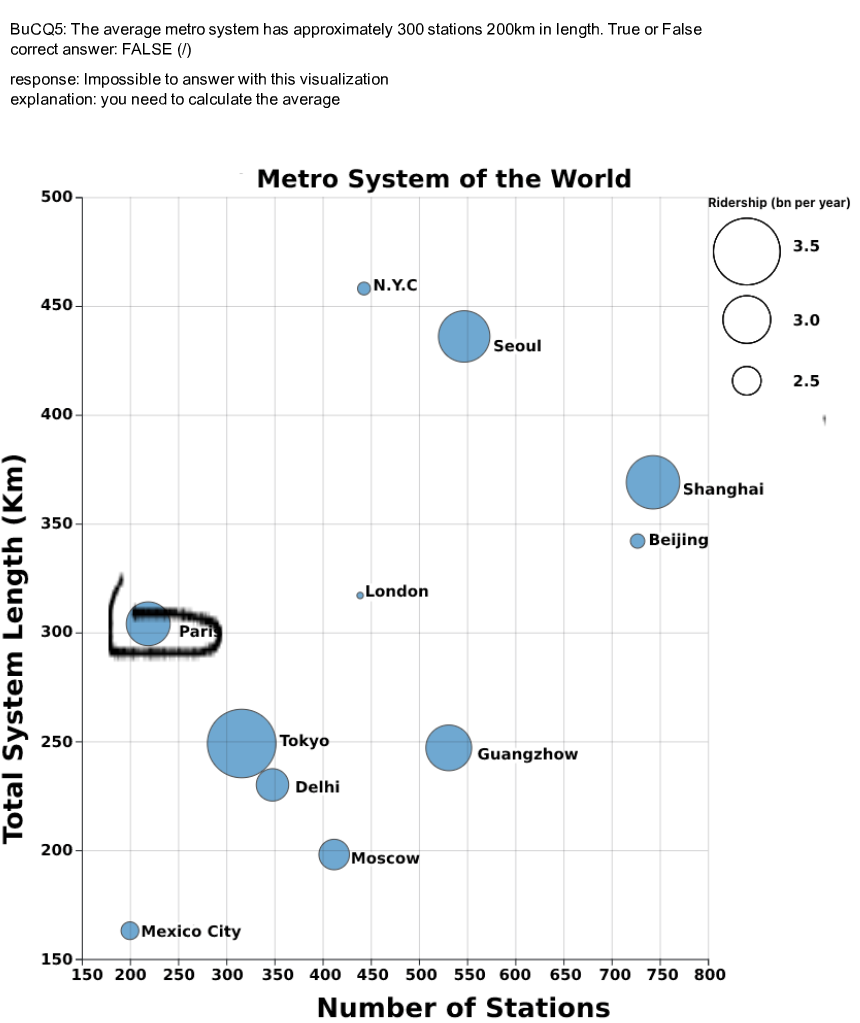 BuCQ5: The average metro system has approximately 300 stations 200km in length. True or False
correct answer: FALSE (/)
response: Impossible to answer with this visualization
explanation: you need to calculate the average
Metro System of the World
Ridership (bn per year)
3.5
3.0
2.5
Total System Length (Km)
500
450
400
350
300
250
200
150
N.Y.C
Seoul
Shanghai
Beijing
London
Paris
Tokyo
Guangzhow
Delhi
Moscow
Mexico City
150 200 250 300 350 400 450 500 550 600 650 700 750 800
Number of Stations